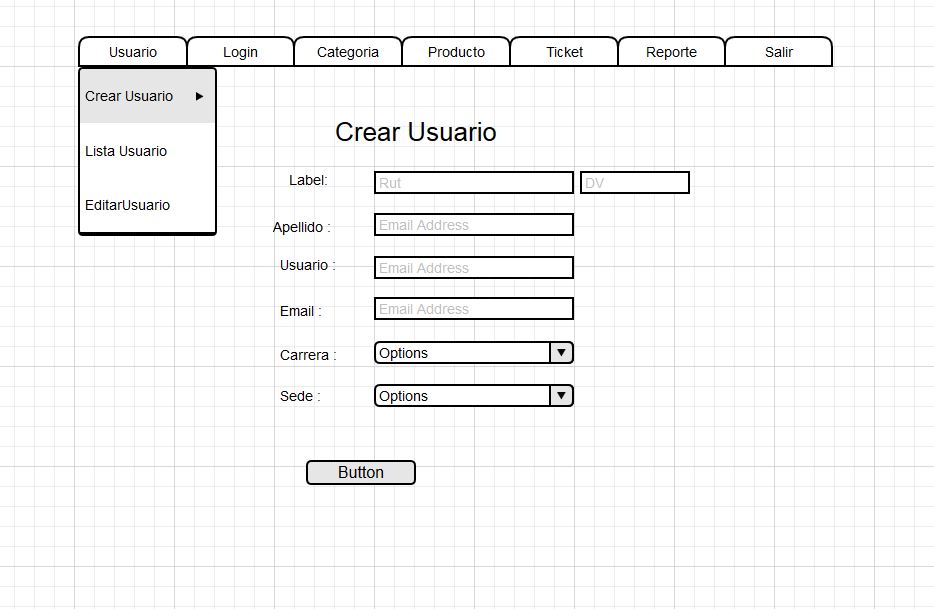 Usuario Login Categoria Producto Ticket Reporte Salir
Crear Usuario
Lista Usuario
EditarUsuario
Crear Usuario
Label: Rut DV
Apellido : Email Address
Usuario : Email Address
Email : Email Address
Carrera : Options
Sede : Options
Button